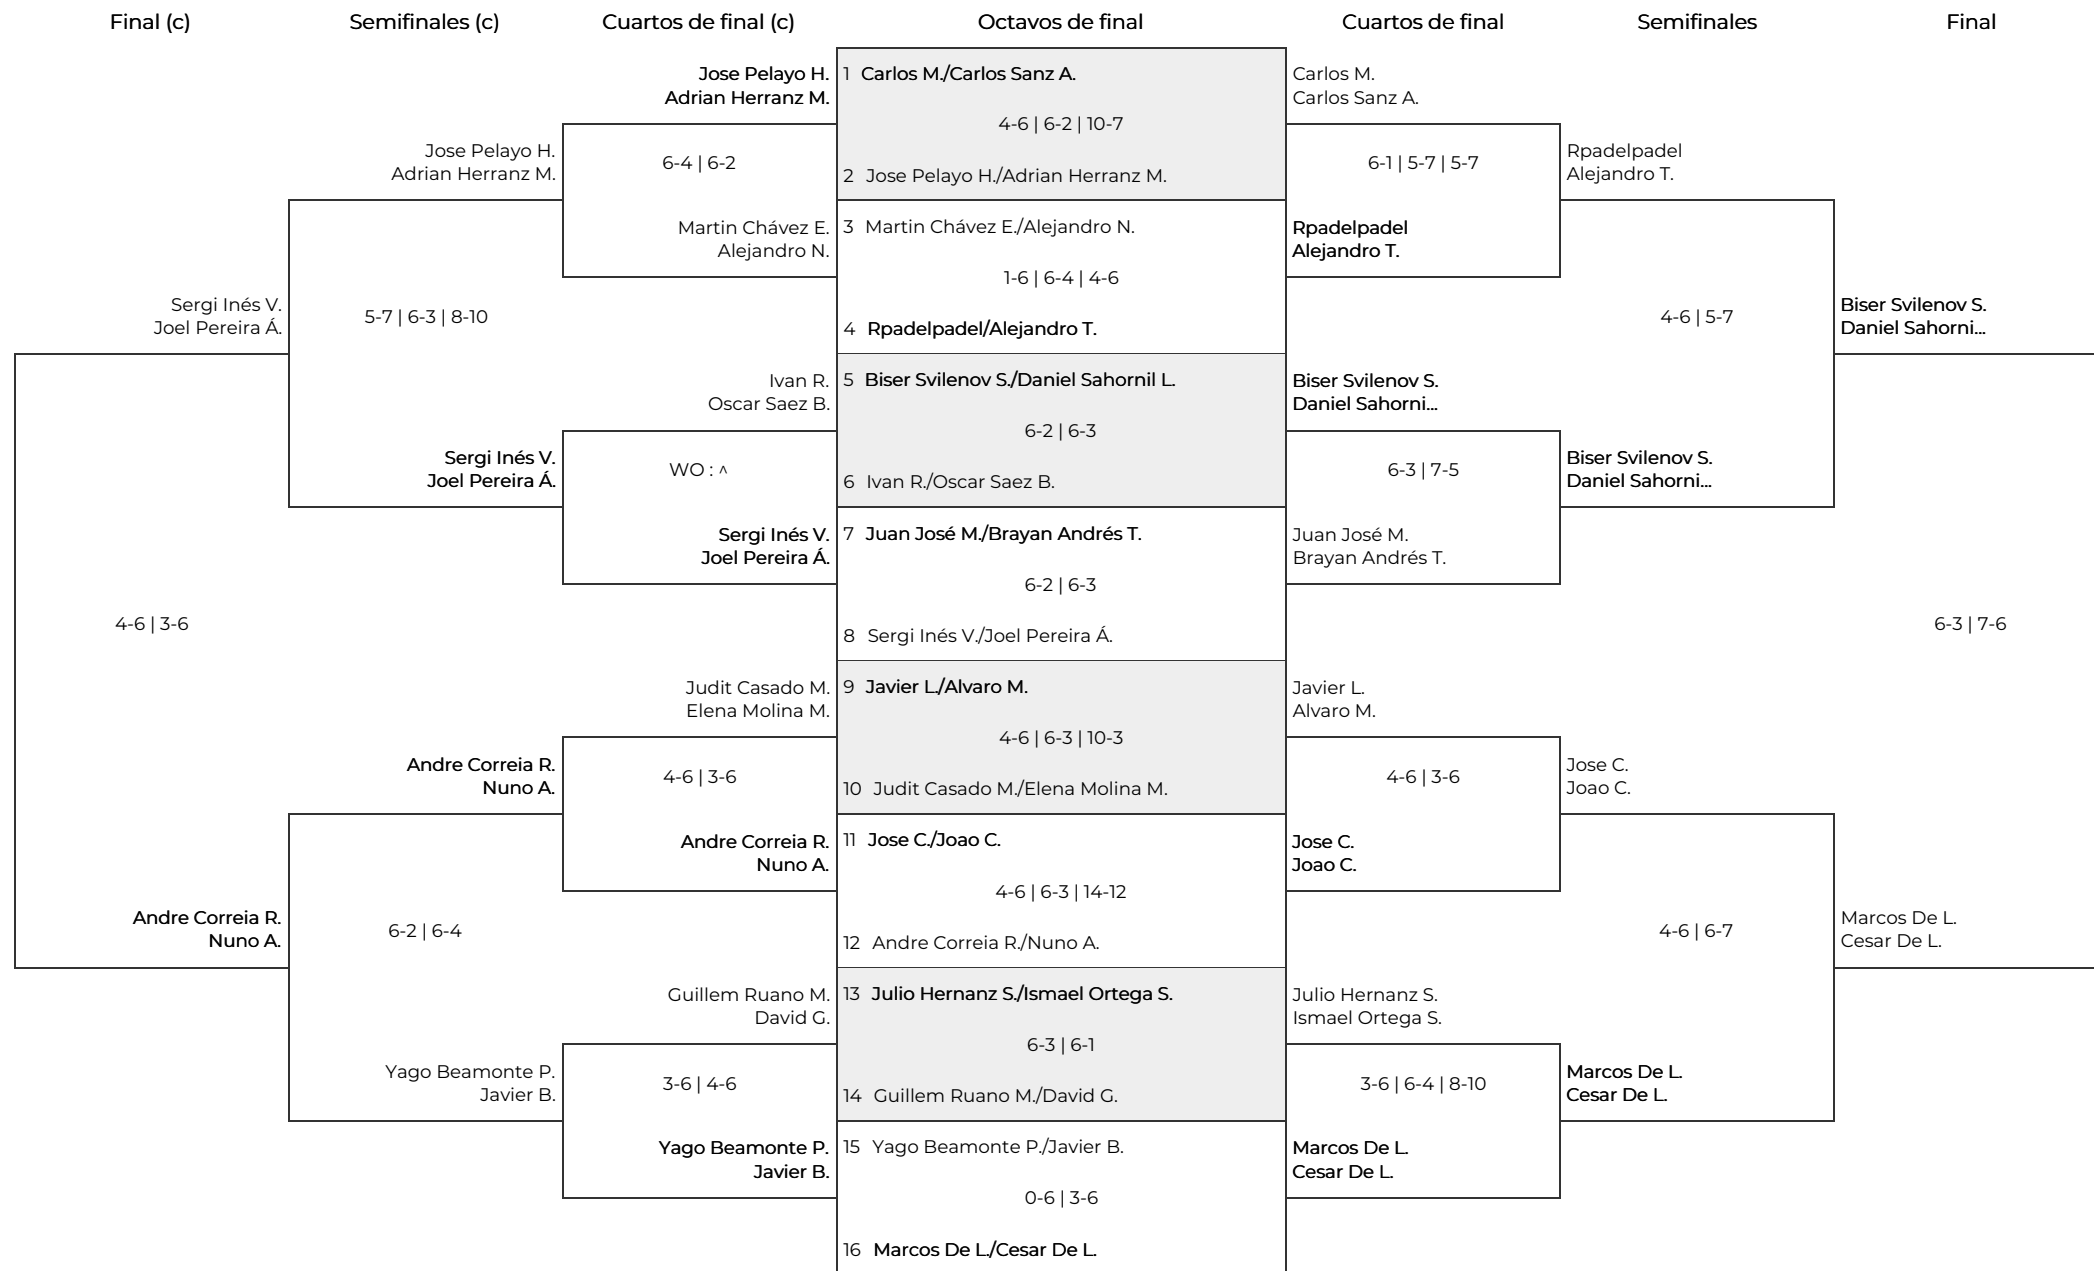 Final (c)
Semifinales (c)
Cuartos de final (c)
Octavos de final
Cuartos de final
Semifinales
Final
Sergi Inés V.
Joel Pereira Á.
4-6 | 3-6
Andre Correia R.
Nuno A.
Jose Pelayo H.
Adrian Herranz M.
5-7 | 6-3 | 8-10
Sergi Inés V.
Joel Pereira Á.
Andre Correia R.
Nuno A.
6-2 | 6-4
Yago Beamonte P.
Javier B.
Jose Pelayo H.
Adrian Herranz M.
6-4 | 6-2
Martin Chávez E.
Alejandro N.
Ivan R.
Oscar Saez B.
WO : ^
Sergi Inés V.
Joel Pereira Á.
Judit Casado M.
Elena Molina M.
4-6 | 3-6
Andre Correia R.
Nuno A.
Guillem Ruano M.
David G.
3-6 | 4-6
Yago Beamonte P.
Javier B.
1 Carlos M./Carlos Sanz A.
4-6 | 6-2 | 10-7
2 Jose Pelayo H./Adrian Herranz M.
3 Martin Chávez E./Alejandro N.
1-6 | 6-4 | 4-6
4 Rpadelpadel/Alejandro T.
5 Biser Svilenov S./Daniel Sahornil L.
6-2 | 6-3
6 Ivan R./Oscar Saez B.
7 Juan José M./Brayan Andrés T.
6-2 | 6-3
8 Sergi Inés V./Joel Pereira Á.
9 Javier L./Alvaro M.
4-6 | 6-3 | 10-3
10 Judit Casado M./Elena Molina M.
11 Jose C./Joao C.
4-6 | 6-3 | 14-12
12 Andre Correia R./Nuno A.
13 Julio Hernanz S./Ismael Ortega S.
6-3 | 6-1
14 Guillem Ruano M./David G.
15 Yago Beamonte P./Javier B.
0-6 | 3-6
16 Marcos De L./Cesar De L.
Carlos M.
Carlos Sanz A.
6-1 | 5-7 | 5-7
Rpadelpadel
Alejandro T.
Biser Svilenov S.
Daniel Sahorni...
6-3 | 7-5
Juan José M.
Brayan Andrés T.
Javier L.
Alvaro M.
4-6 | 3-6
Jose C.
Joao C.
Julio Hernanz S.
Ismael Ortega S.
3-6 | 6-4 | 8-10
Marcos De L.
Cesar De L.
Rpadelpadel
Alejandro T.
4-6 | 5-7
Biser Svilenov S.
Daniel Sahorni...
Jose C.
Joao C.
4-6 | 6-7
Marcos De L.
Cesar De L.
Biser Svilenov S.
Daniel Sahorni...
6-3 | 7-6
Marcos De L.
Cesar De L.